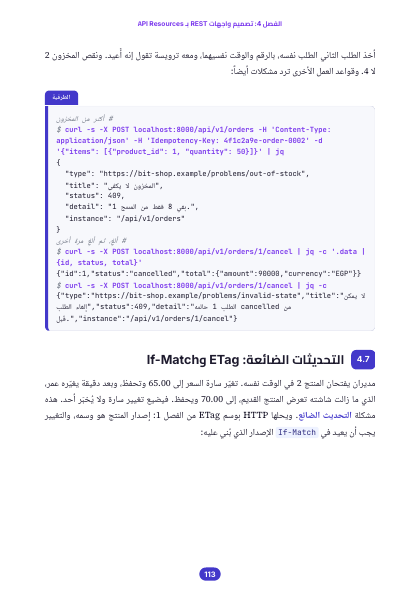 الفصل 4: تصميم واجهات REST بـ API Resources
أخذ الطلب الثاني الطلب نفسه، بالرقم والوقت نفسيهما، ومعه ترويسة تقول إنه أُعيد. ونقص المخزون 2
لا 4. وقواعد العمل الأخرى ترد مشكلات أيضاً:
الطرفية
# أكثر من المخزون
$ curl -s -X POST localhost:8000/api/v1/orders -H 'Content-Type:
application/json' -H 'Idempotency-Key: 4f1c2a9e-order-0002' -d
'{"items": [{"product_id": 1, "quantity": 50}]}' | jq
{
"type": "https://bit-shop.example/problems/out-of-stock",
"title": "المخزون لا يكفي",
"status": 409,
"detail": "بقي 8 فقط من المنتج 1.",
"instance": "/api/v1/orders"
}
# ألغِ، ثم ألغِ مرة أخرى
$ curl -s -X POST localhost:8000/api/v1/orders/1/cancel | jq -c '.data |
{id, status, total}'
{"id":1,"status":"cancelled","total":{"amount":90000,"currency":"EGP"}}
$ curl -s -X POST localhost:8000/api/v1/orders/1/cancel | jq -c
{"type":"https://bit-shop.example/problems/invalid-state","title":"لا يمكن
إلغاء الطلب","status":409,"detail":"الطلب 1 حالته cancelled من
قبل.","instance":"/api/v1/orders/1/cancel"}
4.7 التحديثات الضائعة: ETag وIf-Match
مديران يفتحان المنتج 2 في الوقت نفسه. تغيّر سارة السعر إلى 65.00 وتحفظ، وبعد دقيقة يغيّره عمر،
الذي ما زالت شاشته تعرض المنتج القديم، إلى 70.00 ويحفظ. فيضيع تغيير سارة ولا يُخبَر أحد. هذه
مشكلة التحديث الضائع. ويحلها HTTP بوسم ETag من الفصل 1: إصدار المنتج هو وسمه، والتغيير
يجب أن يعيد في If-Match الإصدار الذي بُني عليه:
113